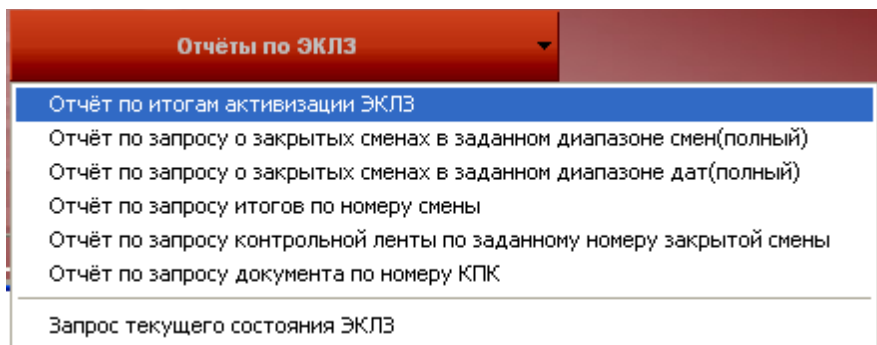 Отчёты по ЭКЛЗ
Отчёт по итогам активизации ЭКЛЗ
Отчёт по запросу о закрытых сменах в заданном диапазоне смен(полный)
Отчёт по запросу о закрытых сменах в заданном диапазоне дат(полный)
Отчёт по запросу итогов по номеру смены
Отчёт по запросу контрольной ленты по заданному номеру закрытой смены
Отчёт по запросу документа по номеру КПК
Запрос текущего состояния ЭКЛЗ